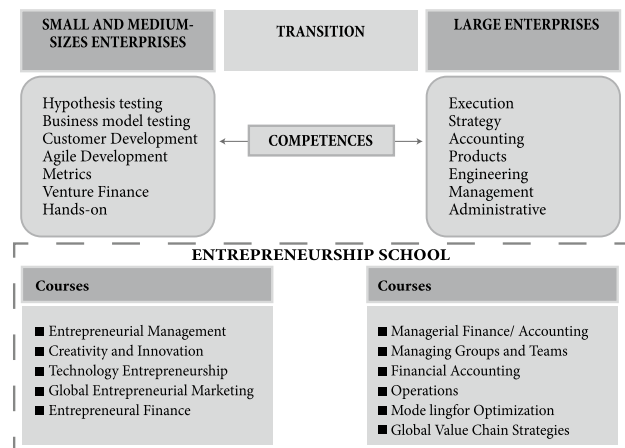 SMALL AND MEDIUM-
SIZES ENTERPRISES
TRANSITION
LARGE ENTERPRISES
Hypothesis testing
Business model testing
Customer Development
Agile Development
Metrics
Venture Finance
Hands-on
COMPETENCES
Execution
Strategy
Accounting
Products
Engineering
Management
Administrative
ENTREPRENEURSHIP SCHOOL
Courses
Entrepreneurial Management
Creativity and Innovation
Technology Entrepreneurship
Global Entrepreneurial Marketing
Entrepreneural Finance
Courses
Managerial Finance/ Accounting
Managing Groups and Teams
Financial Accounting
Operations
Mode lingfor Optimization
Global Value Chain Strategies